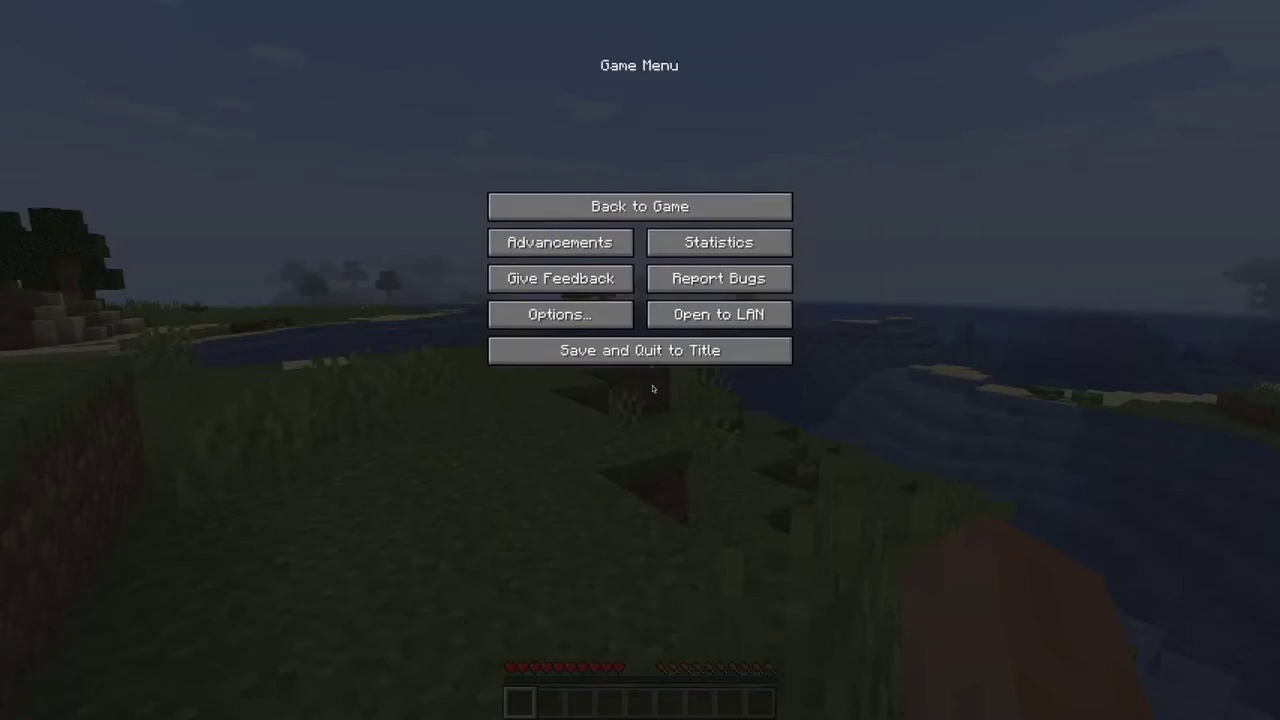 Game Menu
Back to Game
Advancements
Statistics
Give Feedback
Report Bugs
Options...
Open to LAN
Save and Quit to Title